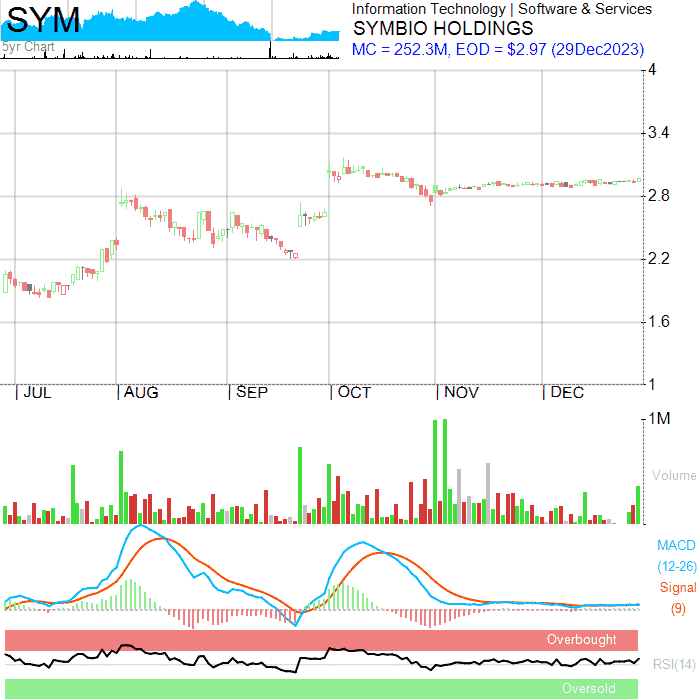 SYM
5yr Chart
Information Technology | Software & Services
SYMBIO HOLDINGS
MC = 252.3M, EOD = $2.97 (29Dec2023)
4
3.4
2.8
2.2
1.6
1
JUL AUG SEP OCT NOV DEC
1M
Volume
MACD
(12-26)
Signal
(9)
Overbought
RSI(14)
Oversold